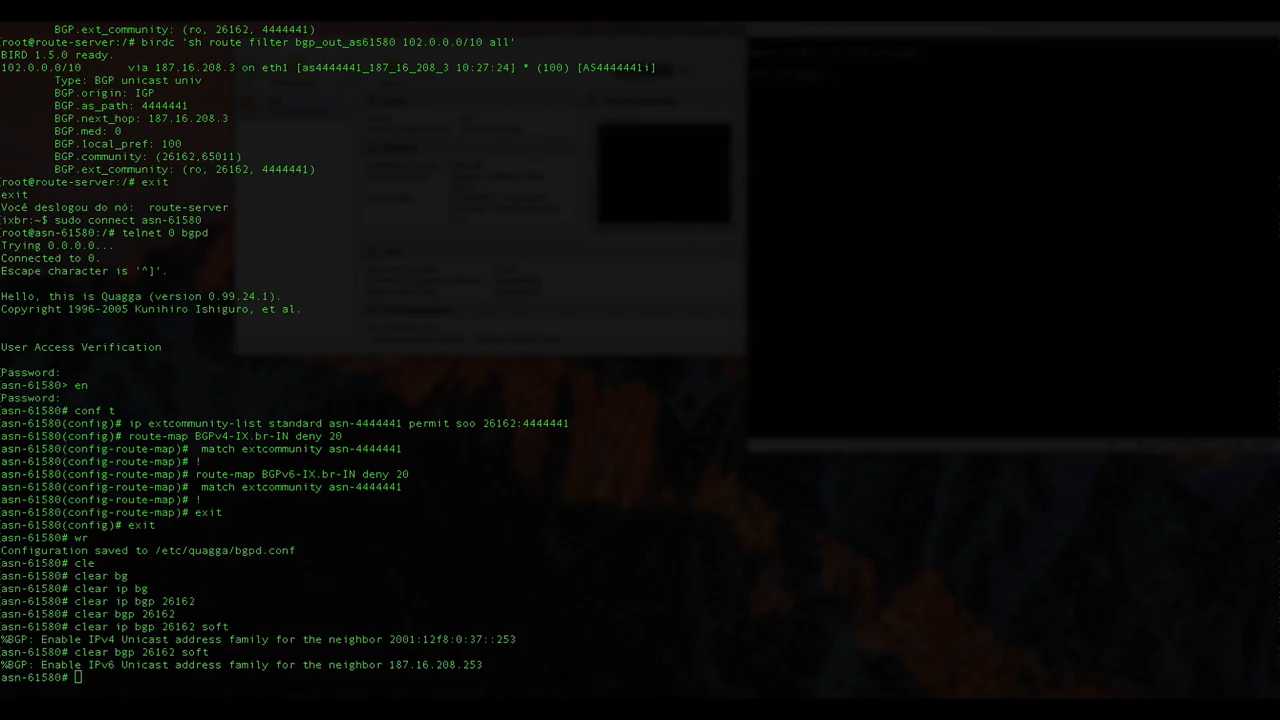 BGP.ext_community: (ro, 26162, 4444441)
[root@route-server:/# birdc 'sh route filter bgp_out_as61580 102.0.0.0/10 all'
BIRD 1.5.0 ready.
102.0.0.0/10       via 187.16.208.3 on eth1 [as4444441_187_16_208_3 10:27:24] * (100) [AS4444441i]
Type: BGP unicast univ
BGP.origin: IGP
BGP.as_path: 4444441
BGP.next_hop: 187.16.208.3
BGP.med: 0
BGP.local_pref: 100
BGP.community: (26162,65011)
BGP.ext_community: (ro, 26162, 4444441)
[root@route-server:/# exit
exit
Você deslogou do nó:  route-server
[ixbr:~$ sudo connect asn-61580
[root@asn-61580:/# telnet 0 bgpd
Trying 0.0.0.0...
Connected to 0.
Escape character is '^]'.
Hello, this is Quagga (version 0.99.24.1).
Copyright 1996-2005 Kunihiro Ishiguro, et al.
User Access Verification
[Password:
[asn-61580> en
[Password:
[asn-61580# conf t
[asn-61580(config)# ip extcommunity-list standard asn-4444441 permit soo 26162:4444441
[asn-61580(config)# route-map BGPv4-IX.br-IN deny 20
[asn-61580(config-route-map)#  match extcommunity asn-4444441
[asn-61580(config-route-map)# !
[asn-61580(config-route-map)# route-map BGPv6-IX.br-IN deny 20
[asn-61580(config-route-map)#  match extcommunity asn-4444441
[asn-61580(config-route-map)# !
[asn-61580(config-route-map)# exit
[asn-61580(config)# exit
[asn-61580# wr
Configuration saved to /etc/quagga/bgpd.conf
[asn-61580# cle
[asn-61580# clear bg
[asn-61580# clear ip bg
[asn-61580# clear ip bgp 26162
[asn-61580# clear bgp 26162
[asn-61580# clear ip bgp 26162 soft
%BGP: Enable IPv4 Unicast address family for the neighbor 2001:12f8:0:37::253
[asn-61580# clear bgp 26162 soft
%BGP: Enable IPv6 Unicast address family for the neighbor 187.16.208.253
asn-61580#